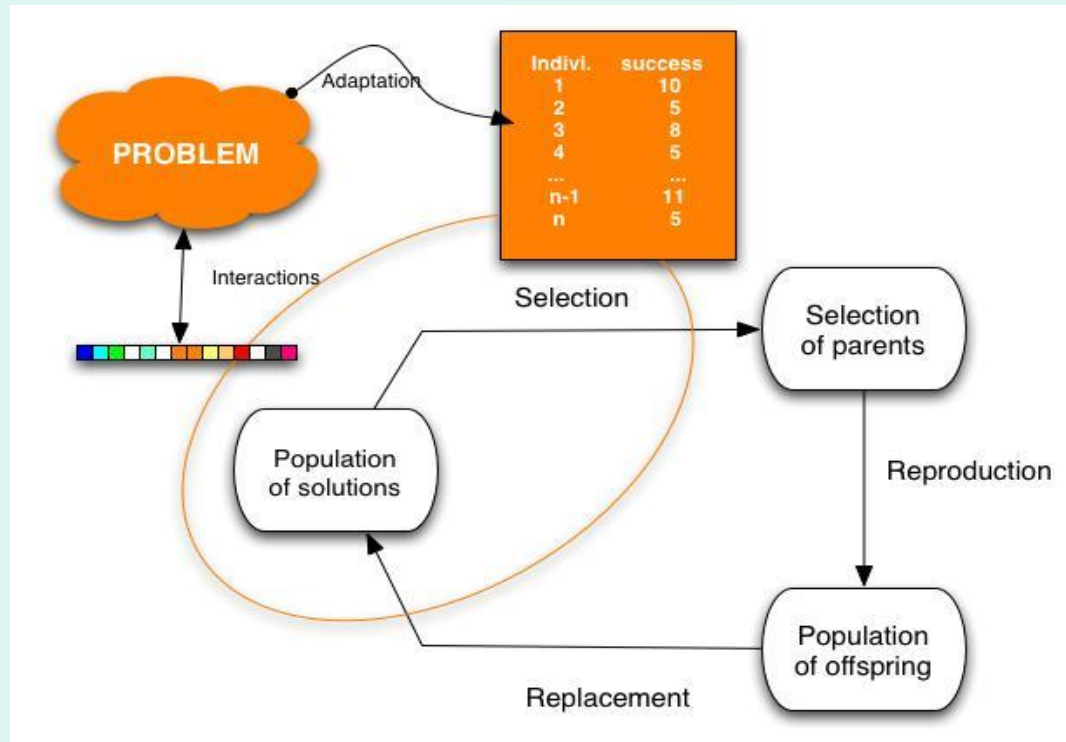 Adaptation
PROBLEM
Indivi. success
1 10
2 5
3 8
4 5
... ...
n-1 11
n 5
Interactions
Selection
Selection
of parents
Population
of solutions
Reproduction
Population
of offspring
Replacement